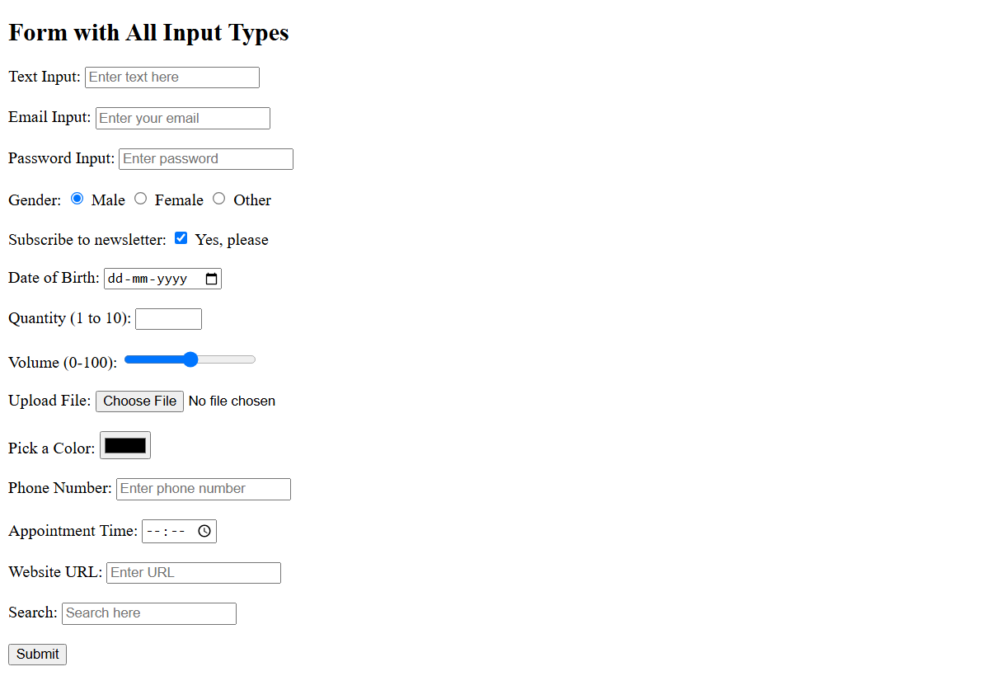 Form with All Input Types
Text Input: Enter text here
Email Input: Enter your email
Password Input: Enter password
Gender: Male Female Other
Subscribe to newsletter: Yes, please
Date of Birth: dd-mm-yyyy
Quantity (1 to 10):
Volume (0-100):
Upload File: Choose File No file chosen
Pick a Color:
Phone Number: Enter phone number
Appointment Time: --:--
Website URL: Enter URL
Search: Search here
Submit